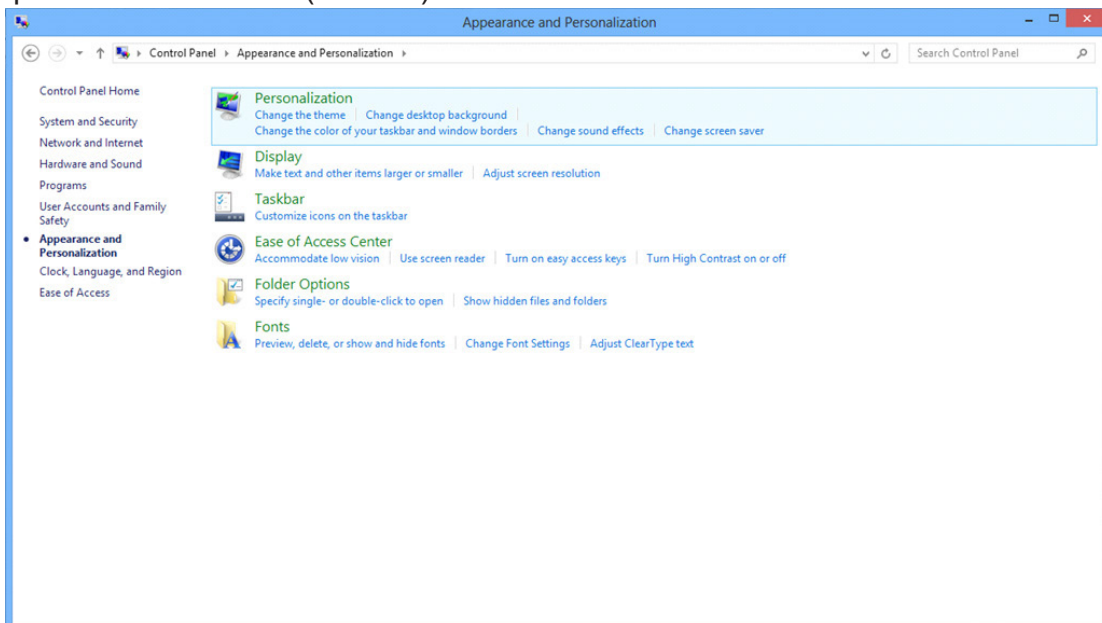 Appearance and Personalization
Control Panel Appearance and Personalization
Search Control Panel
Control Panel Home
System and Security
Network and Internet
Hardware and Sound
Programs
User Accounts and Family
Safety
Appearance and
Personalization
Clock, Language, and Region
Ease of Access
Personalization
Change the theme Change desktop background
Change the color of your taskbar and window borders Change sound effects Change screen saver
Display
Make text and other items larger or smaller Adjust screen resolution
Taskbar
Customize icons on the taskbar
Ease of Access Center
Accommodate low vision Use screen reader Turn on easy access keys Turn High Contrast on or off
Folder Options
Specify single- or double-click to open Show hidden files and folders
Fonts
Preview, delete, or show and hide fonts Change Font Settings Adjust ClearType text